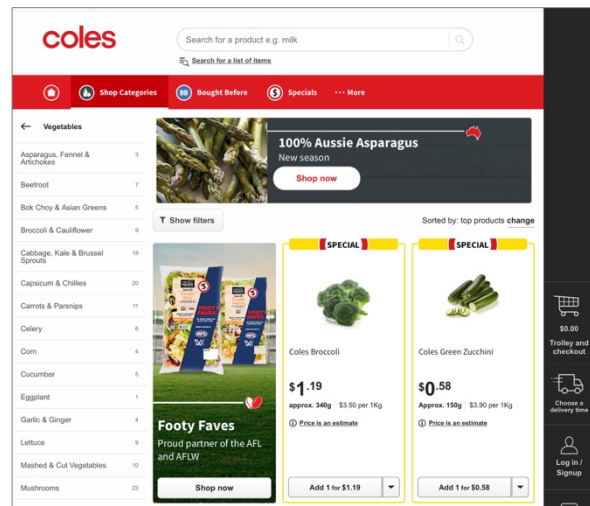 coles
Search for a product e.g. milk
Search for a list of items
Shop Categories
BB
Bought Before
$
Specials
··· More
← Vegetables
Asparagus, Fennel & Artichokes 3
Beetroot 7
Bok Choy & Asian Greens 5
Broccoli & Cauliflower 9
Cabbage, Kale & Brussel Sprouts 19
Capsicum & Chillies 20
Carrots & Parsnips 11
Celery 6
Corn 4
Cucumber 5
Eggplant 1
Garlic & Ginger 4
Lettuce 9
Mashed & Cut Vegetables 10
Mushrooms 23
100% Aussie Asparagus
New season
Shop now
Show filters
Sorted by: top products change
FOOTY FAVES
AFL
Footy Faves
Proud partner of the AFL
and AFLW
Shop now
SPECIAL
Coles Broccoli
$1.19
approx. 340g $3.50 per 1Kg
Price is an estimate
Add 1 for $1.19
SPECIAL
Coles Green Zucchini
$0.58
Approx. 150g $3.90 per 1Kg
Price is an estimate
Add 1 for $0.58
$0.00
Trolley and
checkout
Choose a
delivery time
Log in /
Signup